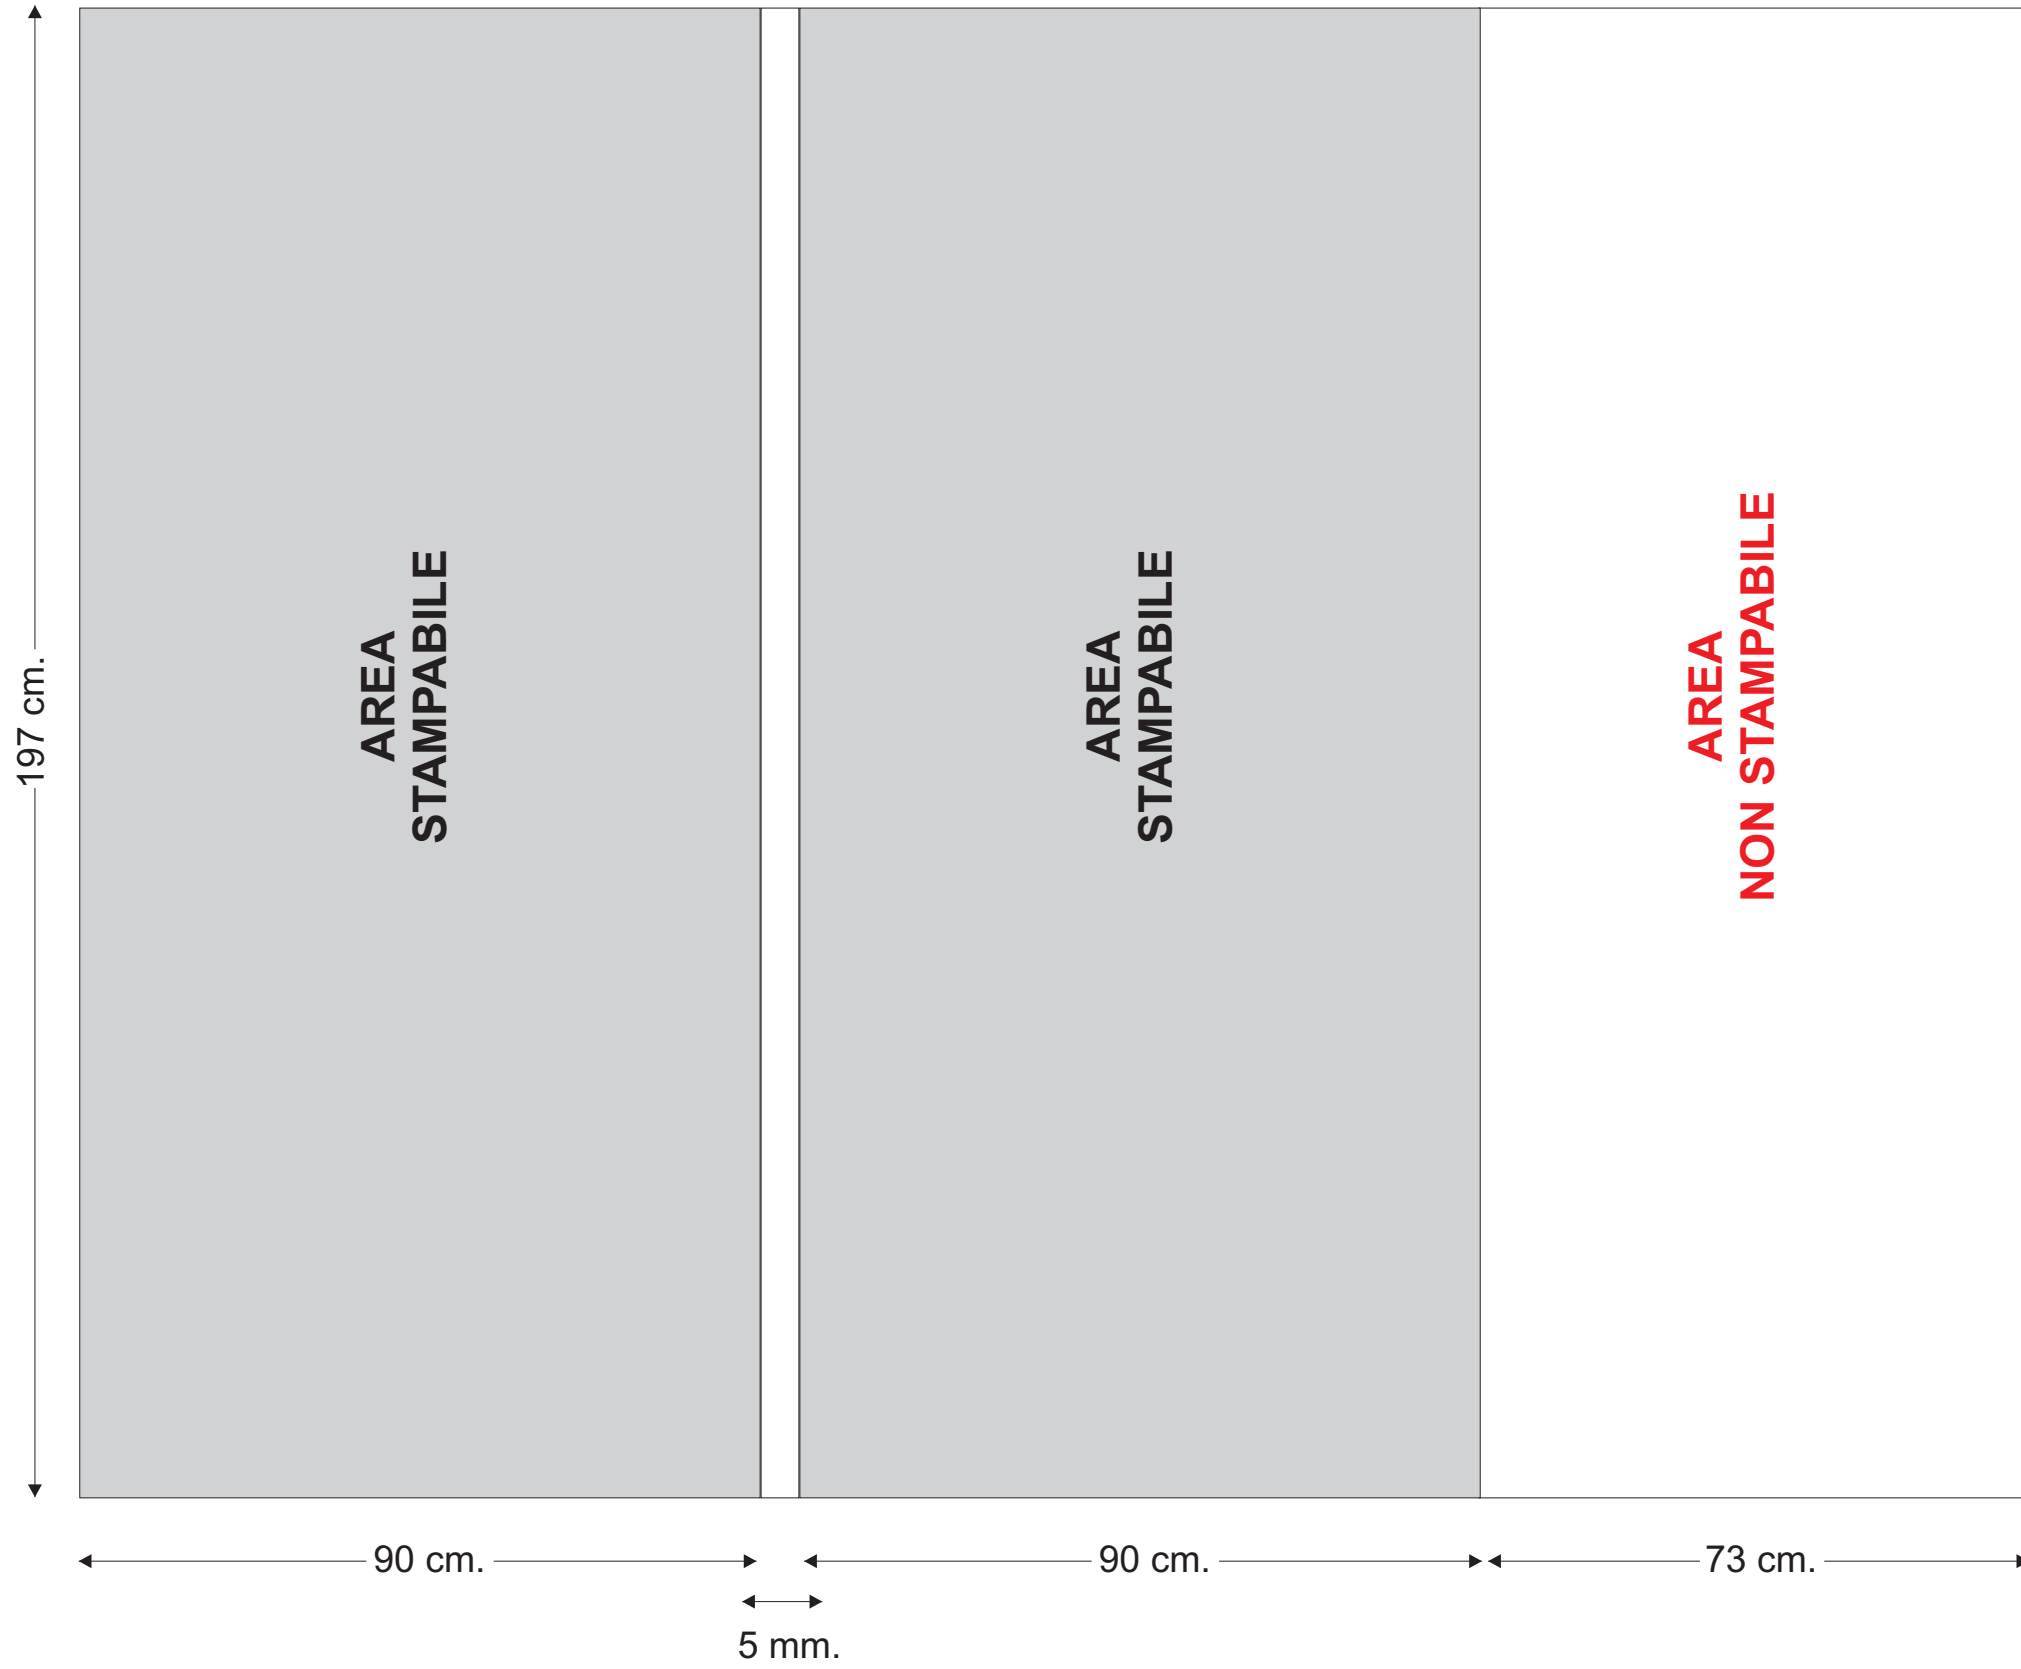 197 cm.
AREA
STAMPABILE
AREA
STAMPABILE
AREA
NON STAMPABILE
90 cm.
90 cm.
73 cm.
5 mm.